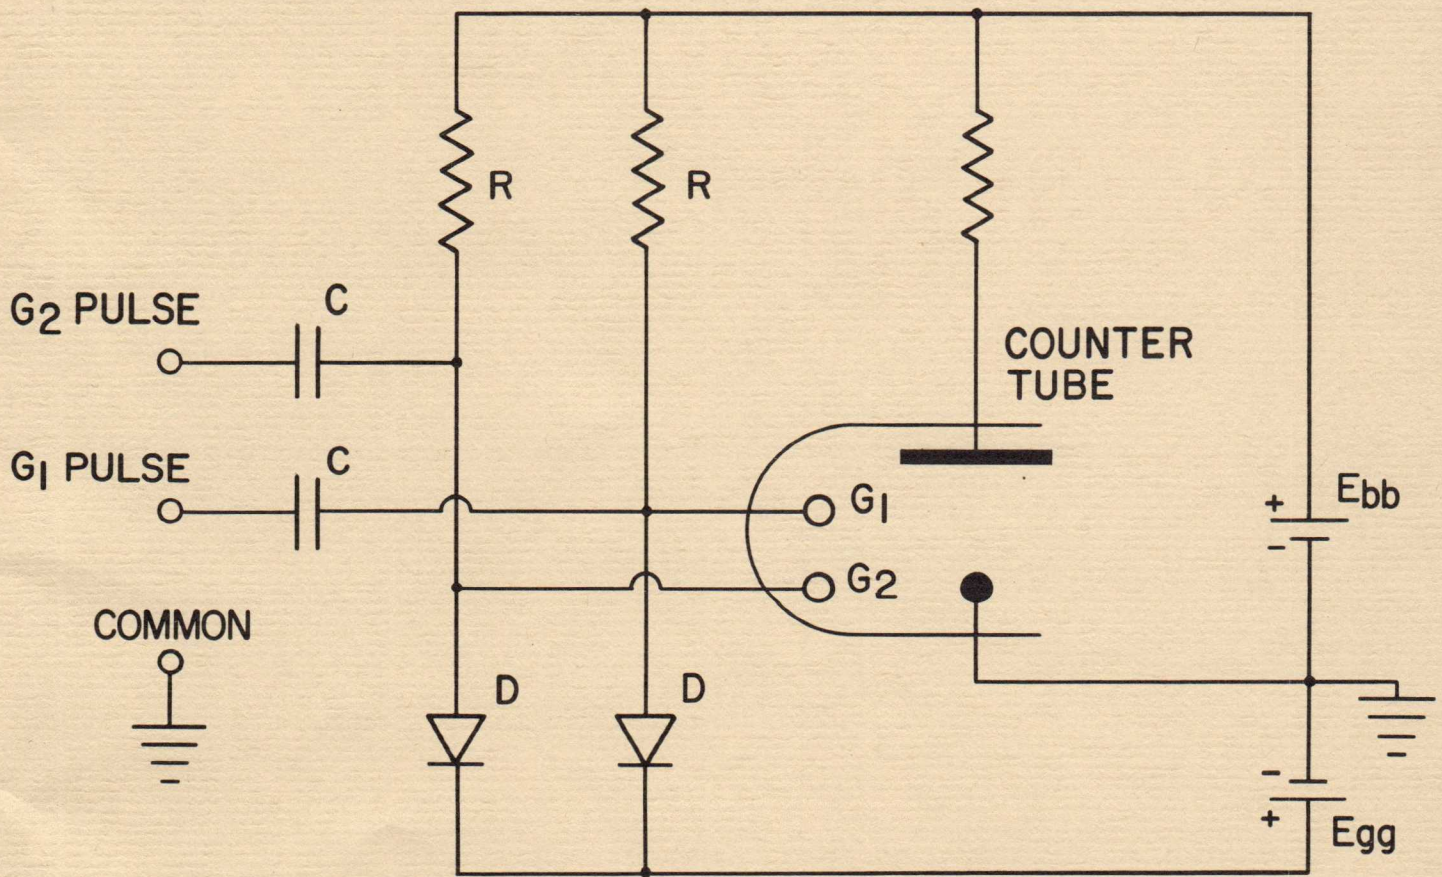 R
R
G2 PULSE
C
COUNTER
TUBE
G1 PULSE
C
G1
Ebb
+
-
G2
COMMON
D
D
-
+
Egg